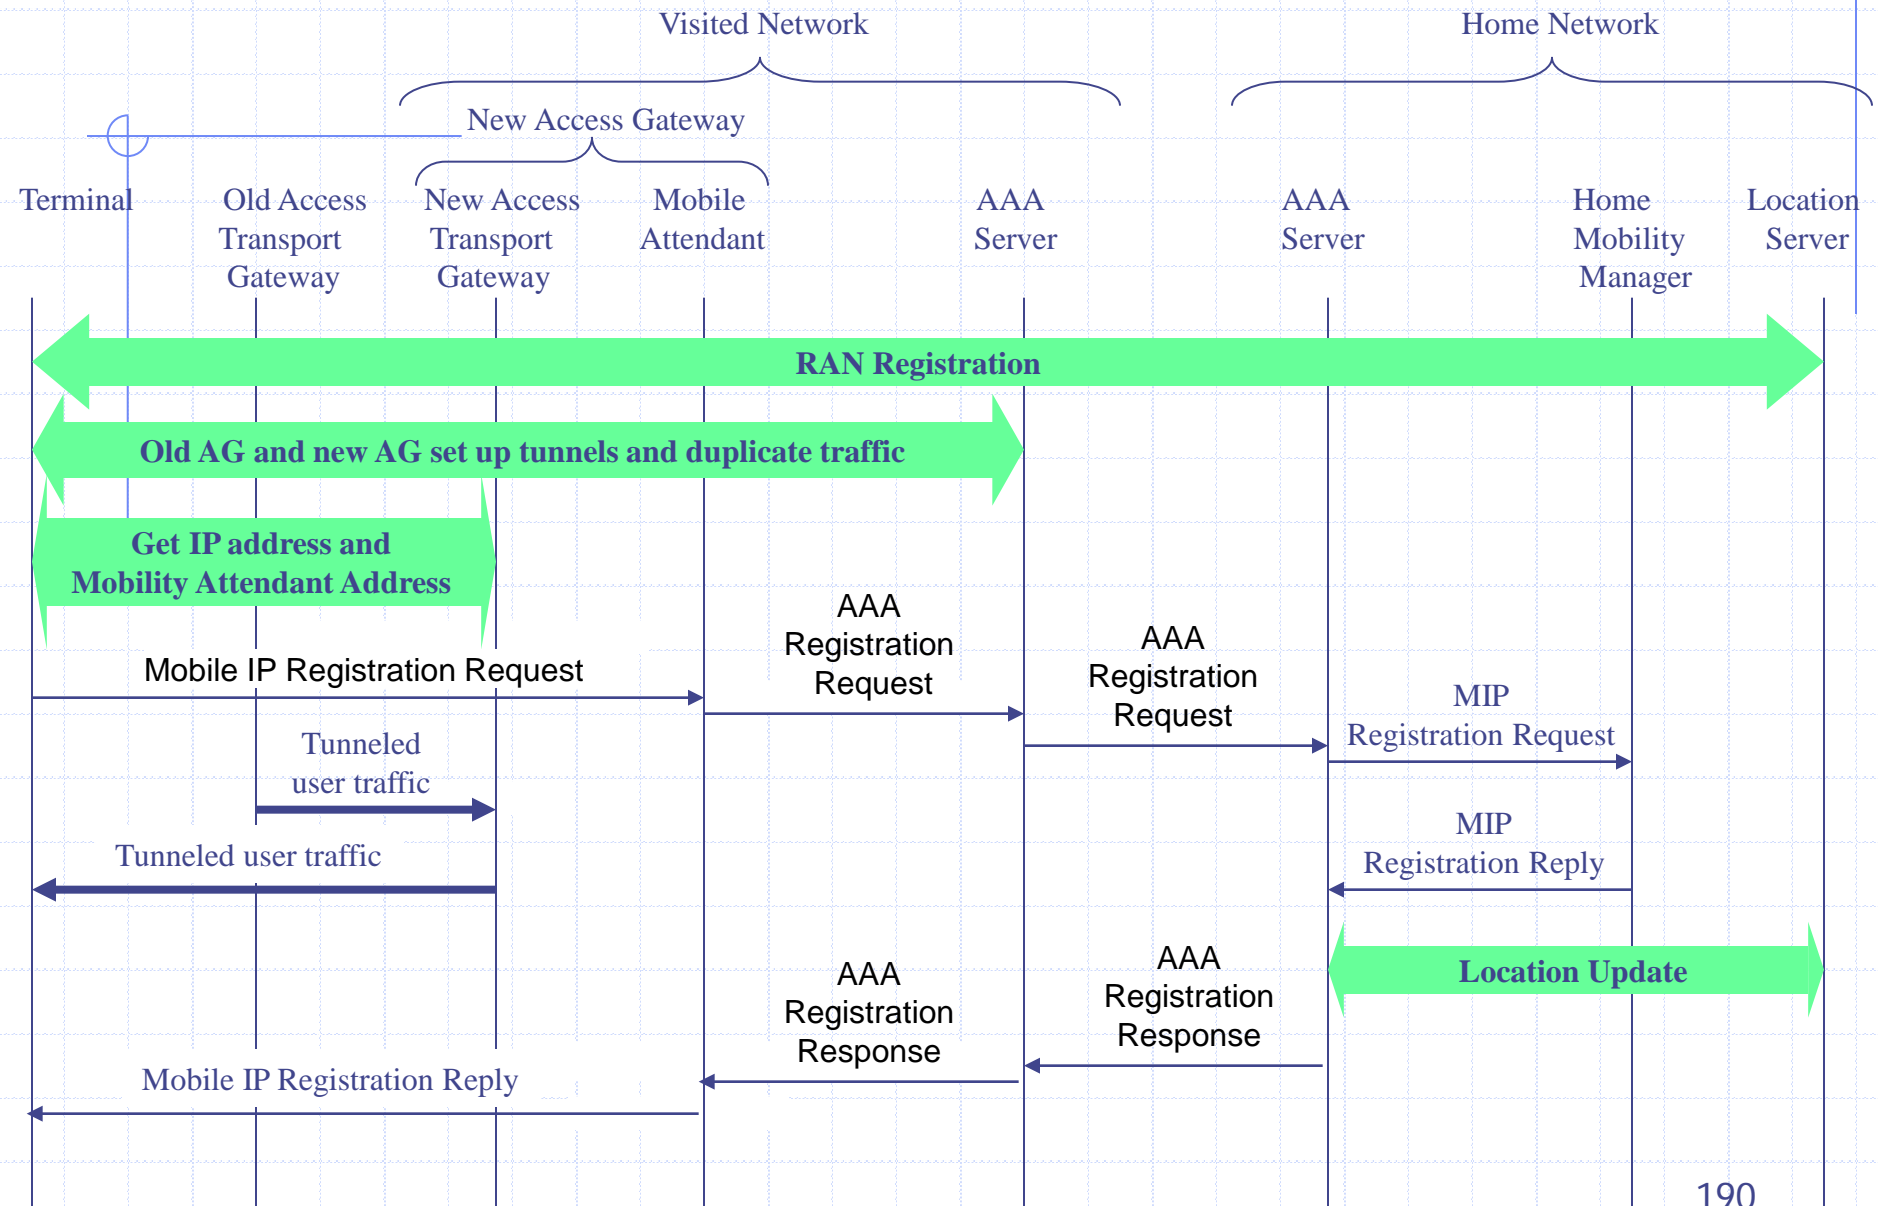 Visited Network
Home Network
New Access Gateway
Terminal
Old Access
Transport
Gateway
New Access
Transport
Gateway
Mobile
Attendant
AAA
Server
AAA
Server
Home
Mobility
Manager
Location
Server
RAN Registration
Old AG and new AG set up tunnels and duplicate traffic
Get IP address and
Mobility Attendant Address
Mobile IP Registration Request
AAA
Registration
Request
AAA
Registration
Request
MIP
Registration Request
Tunneled
user traffic
Tunneled user traffic
MIP
Registration Reply
Location Update
AAA
Registration
Response
AAA
Registration
Response
Mobile IP Registration Reply
190